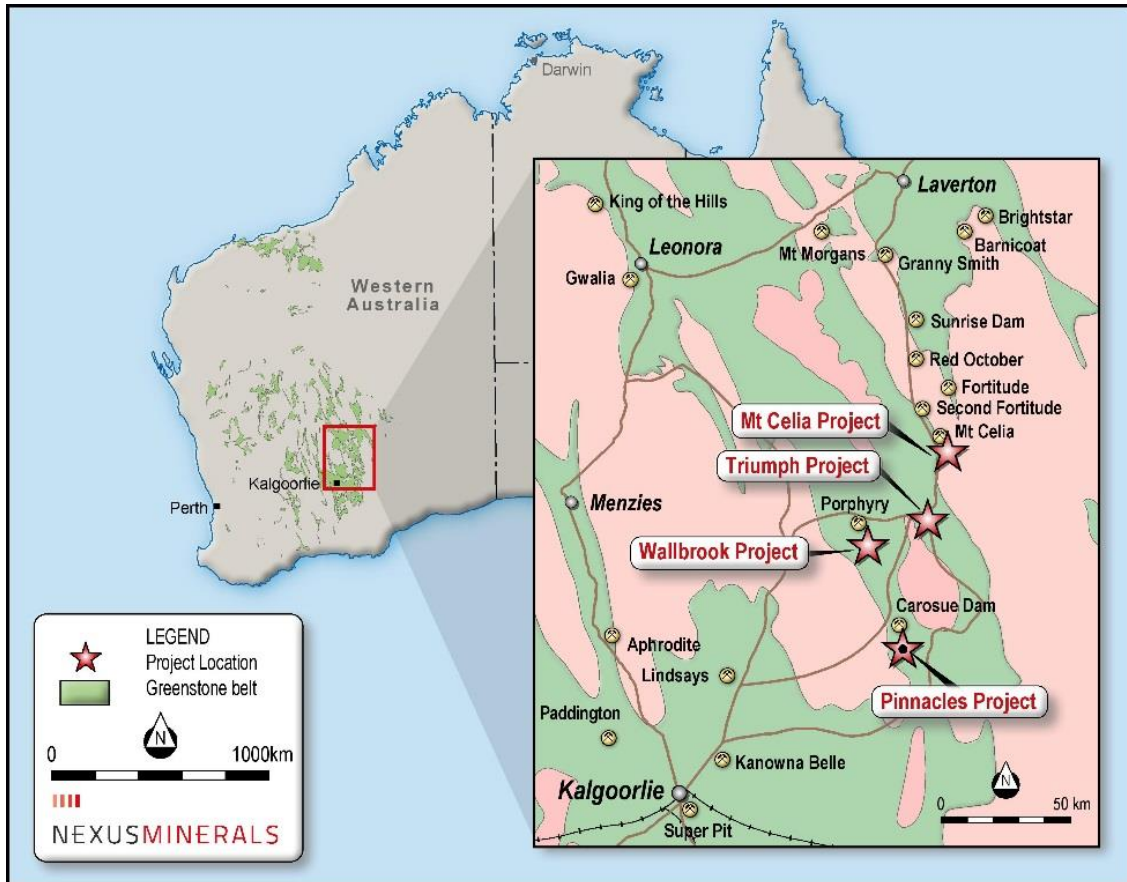 Darwin
Western
Australia
Kalgoorlie
Perth
LEGEND
Project Location
Greenstone belt
N
0 1000km
NEXUSMINERALS
Laverton
King of the Hills
Brightstar
Barnicoat
Leonora
Mt Morgans
Granny Smith
Gwalia
Sunrise Dam
Red October
Fortitude
Second Fortitude
Mt Celia Project
Mt Celia
Triumph Project
Menzies
Porphyry
Wallbrook Project
Carosue Dam
Aphrodite
Lindsays
Pinnacles Project
Paddington
Kanowna Belle
N
Kalgoorlie
0 50 km
Super Pit